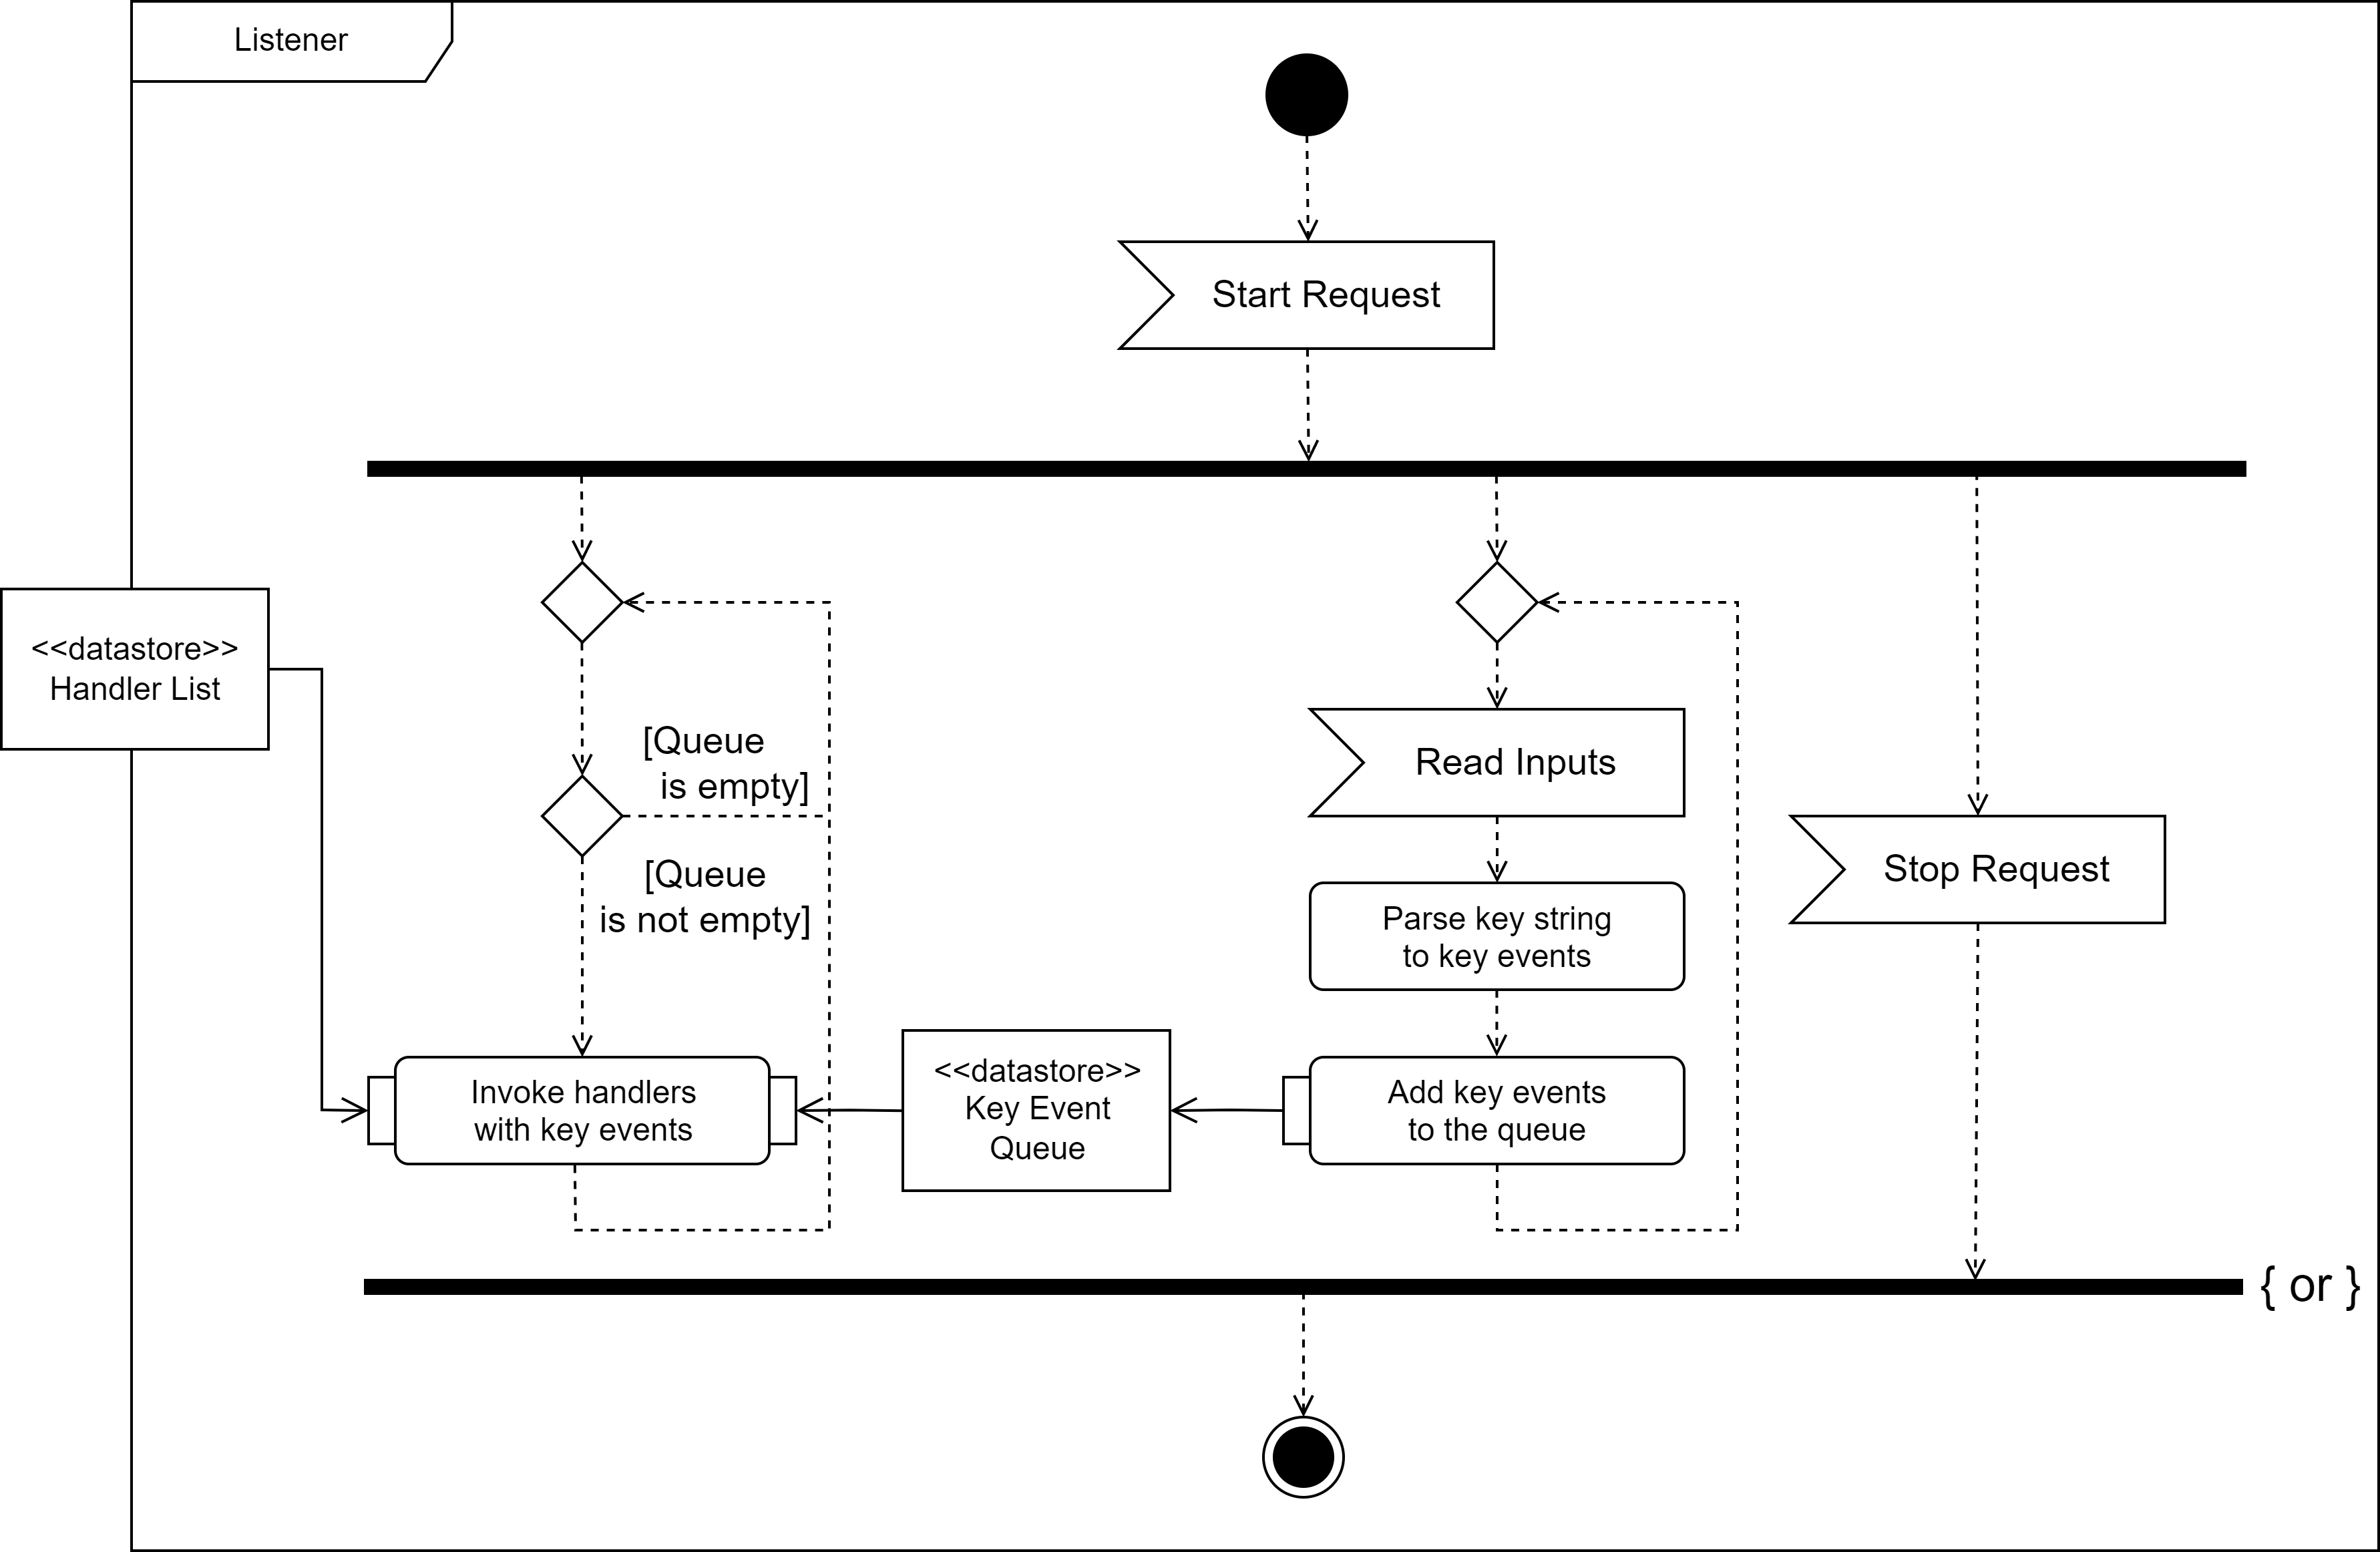 Listener
Start Request
<<datastore>>
Handler List
[Queue
is empty]
[Queue
is not empty]
Read Inputs
Stop Request
Parse key string
to key events
Invoke handlers
with key events
<<datastore>>
Key Event
Queue
Add key events
to the queue
{ or }